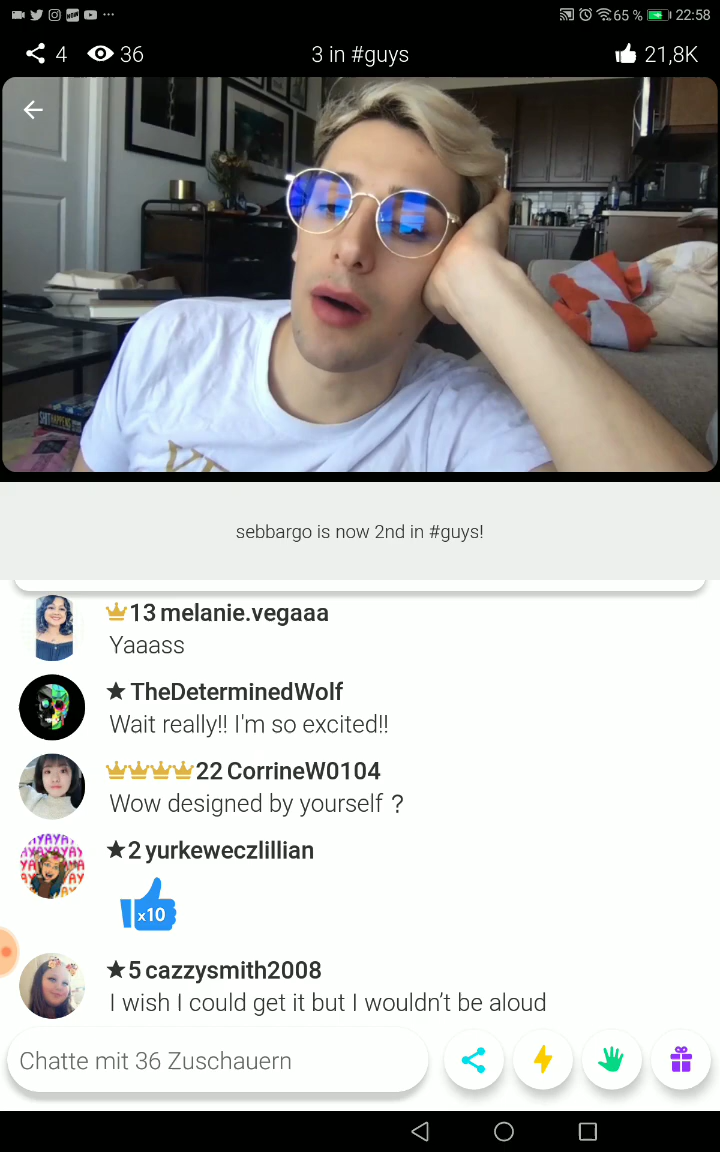 65 % 22:58
4 36 3 in #guys 21,8K
SHIT HAPPENS
sebbargo is now 2nd in #guys!
13 melanie.vegaaa
Yaaass
TheDeterminedWolf
Wait really!! I'm so excited!!
22 CorrineW0104
Wow designed by yourself ?
2 yurkeweczlillian
x10
5 cazzysmith2008
I wish I could get it but I wouldn’t be aloud
Chatte mit 36 Zuschauern